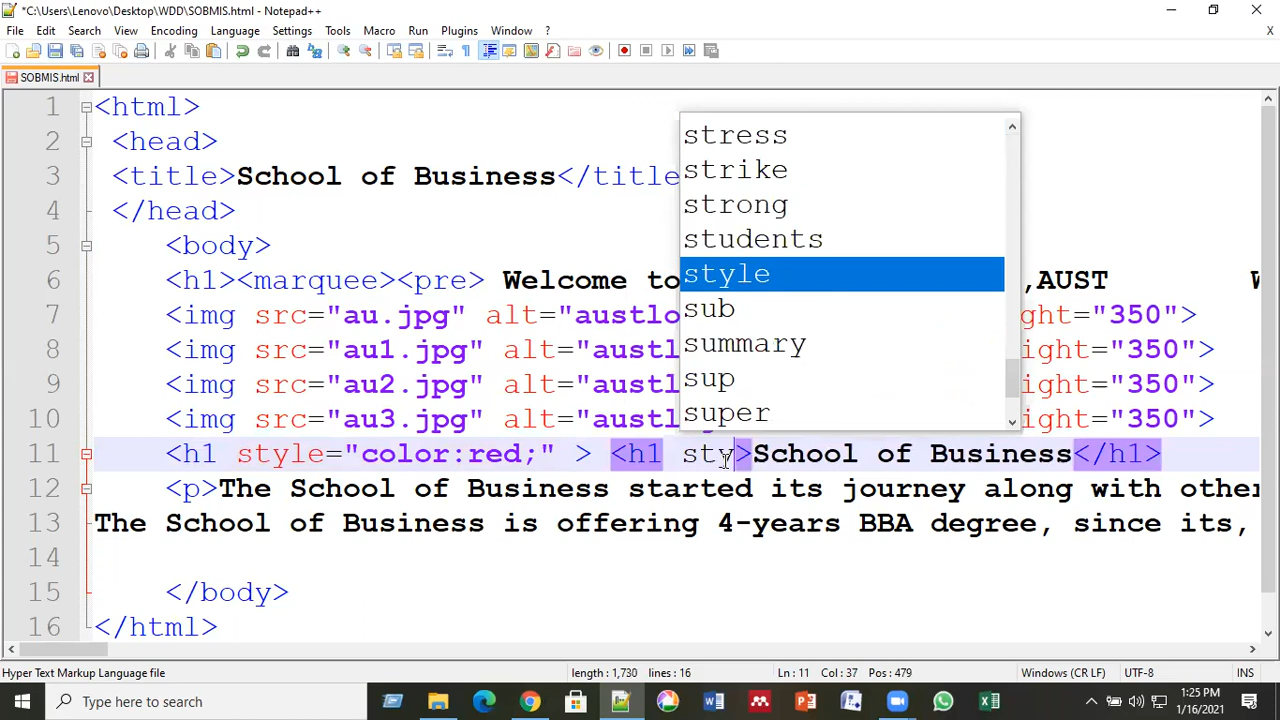 *C:\Users\Lenovo\Desktop\WDD\SOBMIS.html - Notepad++
File Edit Search View Encoding Language Settings Tools Macro Run Plugins Window ? X
SOBMIS.html
1 <html>
2 <head>
3 <title>School of Business</title
4 </head>
5 <body>
6 <h1><marquee><pre> Welcome to ,AUST W
7 <img src="au.jpg" alt="austlo ght="350">
8 <img src="au1.jpg" alt="austl ight="350">
9 <img src="au2.jpg" alt="austl ight="350">
10 <img src="au3.jpg" alt="austl ight="350">
11 <h1 style="color:red;" > <h1 sty>School of Business</h1>
12 <p>The School of Business started its journey along with other
13 The School of Business is offering 4-years BBA degree, since its,
14
15 </body>
16 </html>
stress
strike
strong
students
style
sub
summary
sup
super
Hyper Text Markup Language file length : 1,730 lines : 16 Ln : 11 Col : 37 Pos : 479 Windows (CR LF) UTF-8 INS
Type here to search
1:25 PM
1/16/2021